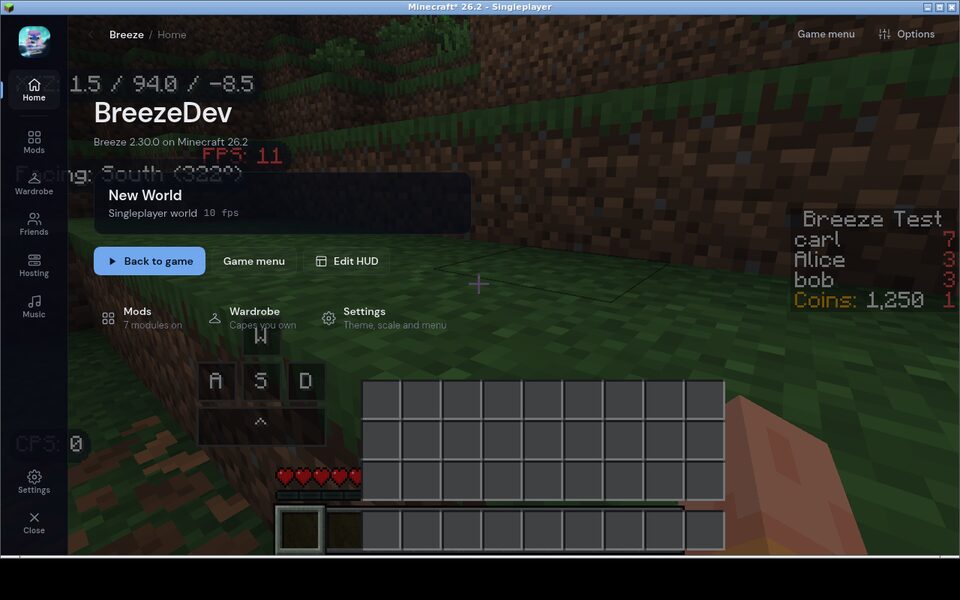 Minecraft* 26.2 - Singleplayer
Breeze / Home
Game menu
Options
XYZ: 1.5 / 94.0 / -8.5
Home
BreezeDev
Breeze 2.30.0 on Minecraft 26.2
FPS: 11
Mods
Facing: South (322°)
Wardrobe
New World
Singleplayer world 10 fps
Friends
Breeze Test
carl 7
Alice 3
bob 3
Coins: 1,250 1
Back to game
Game menu
Edit HUD
Hosting
Music
Mods
7 modules on
Wardrobe
Capes you own
Settings
Theme, scale and menu
W
A S D
^
CPS: 0
Settings
Close